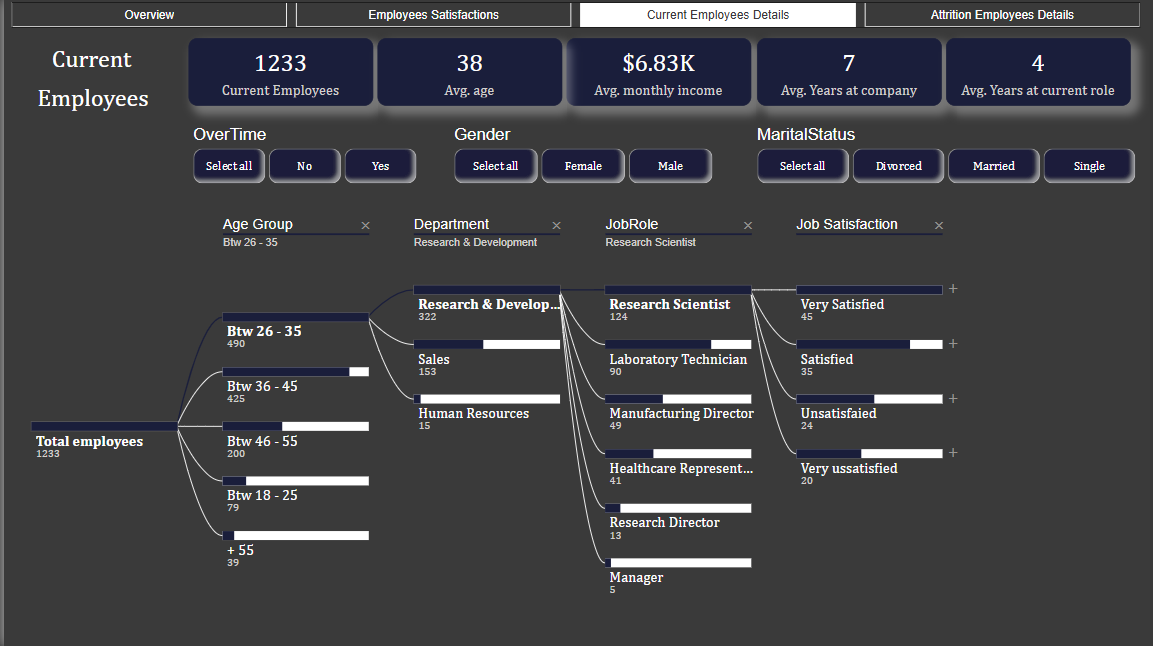 Overview
Employees Satisfactions
Current Employees Details
Attrition Employees Details
Current
Employees
1233
Current Employees
38
Avg. age
$6.83K
Avg. monthly income
7
Avg. Years at company
4
Avg. Years at current role
OverTime
Select all
No
Yes
Gender
Select all
Female
Male
MaritalStatus
Select all
Divorced
Married
Single
Age Group
Btw 26 - 35
Department
Research & Development
JobRole
Research Scientist
Job Satisfaction
Total employees
1233
Btw 26 - 35
490
Btw 36 - 45
425
Btw 46 - 55
200
Btw 18 - 25
79
+ 55
39
Research & Develop...
322
Sales
153
Human Resources
15
Research Scientist
124
Laboratory Technician
90
Manufacturing Director
49
Healthcare Represent...
41
Research Director
13
Manager
5
Very Satisfied
45
Satisfied
35
Unsatisfaied
24
Very ussatisfied
20